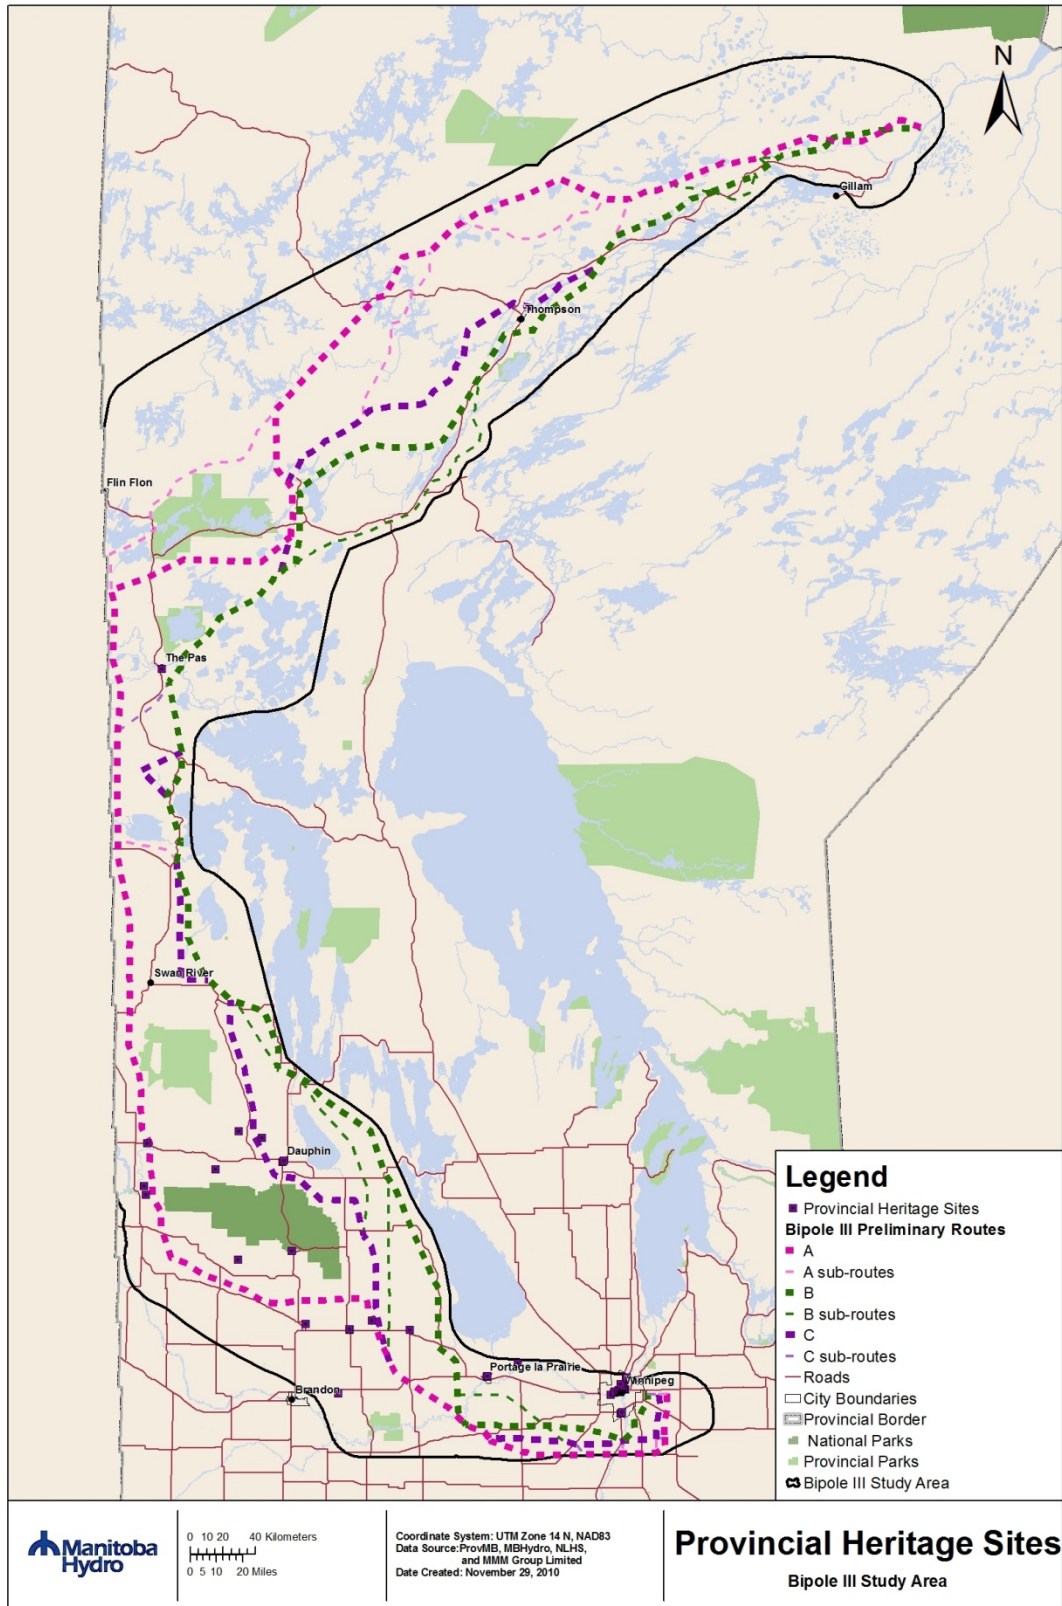 N
Gillam
Thompson
Flin Flon
The Pas
Swan River
Dauphin
Portage la Prairie
Winnipeg
Brandon
Legend
Provincial Heritage Sites
Bipole III Preliminary Routes
A
A sub-routes
B
B sub-routes
C
C sub-routes
Roads
City Boundaries
Provincial Border
National Parks
Provincial Parks
Bipole III Study Area
Manitoba
Hydro
0 10 20 40 Kilometers
0 5 10 20 Miles
Coordinate System: UTM Zone 14 N, NAD83
Data Source:ProvMB, MBHydro, NLHS,
and MMM Group Limited
Date Created: November 29, 2010
Provincial Heritage Sites
Bipole III Study Area